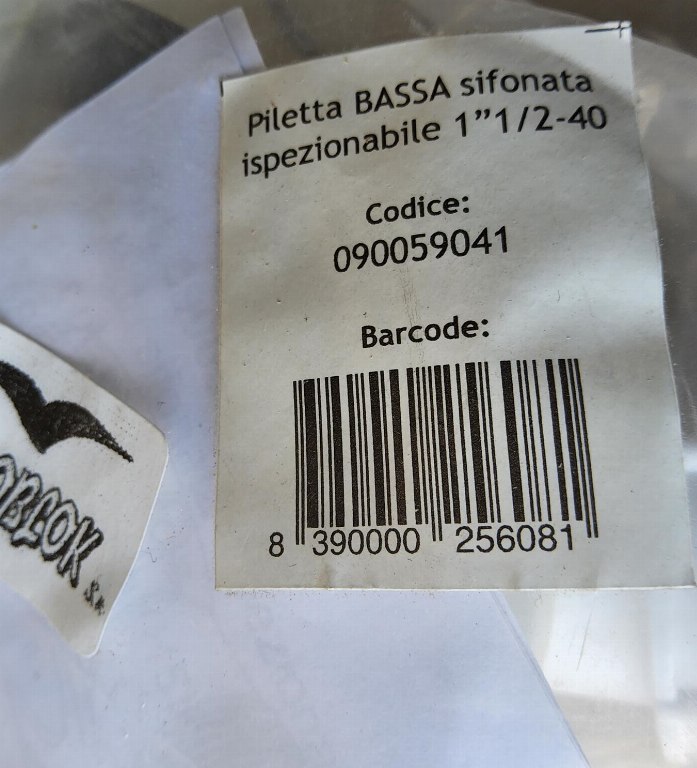 Piletta BASSA sifonata
ispezionabile 1”1/2-40
Codice:
090059041
Barcode:
8 390000 256081